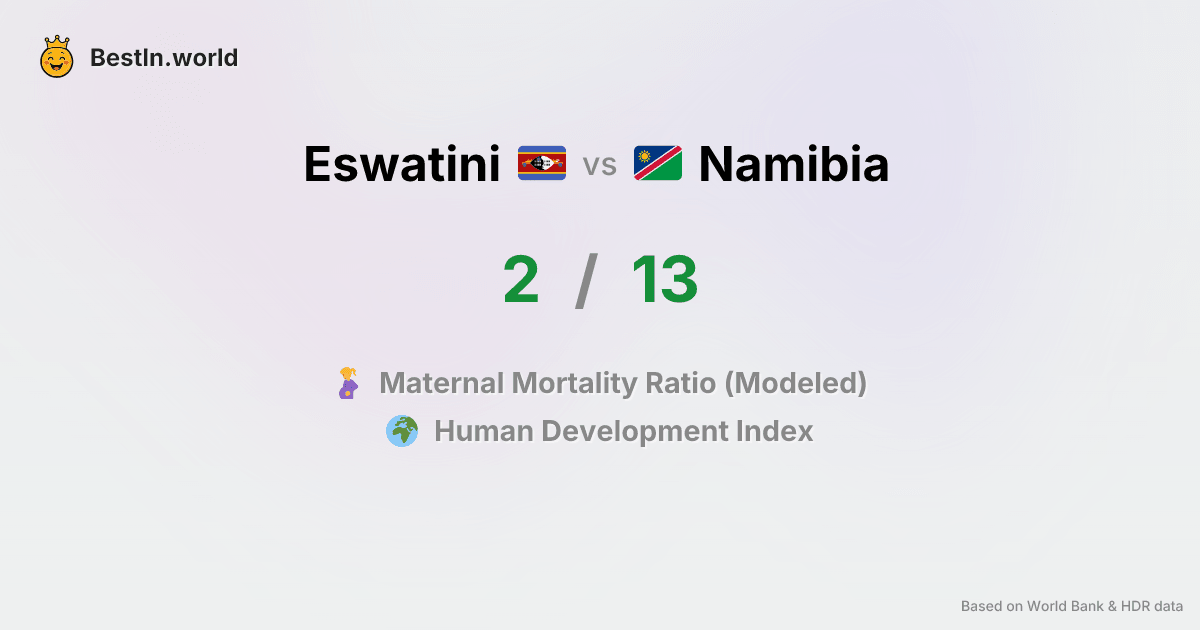 BestIn.world
Eswatini vs Namibia
2 / 13
Maternal Mortality Ratio (Modeled)
Human Development Index
Based on World Bank & HDR data